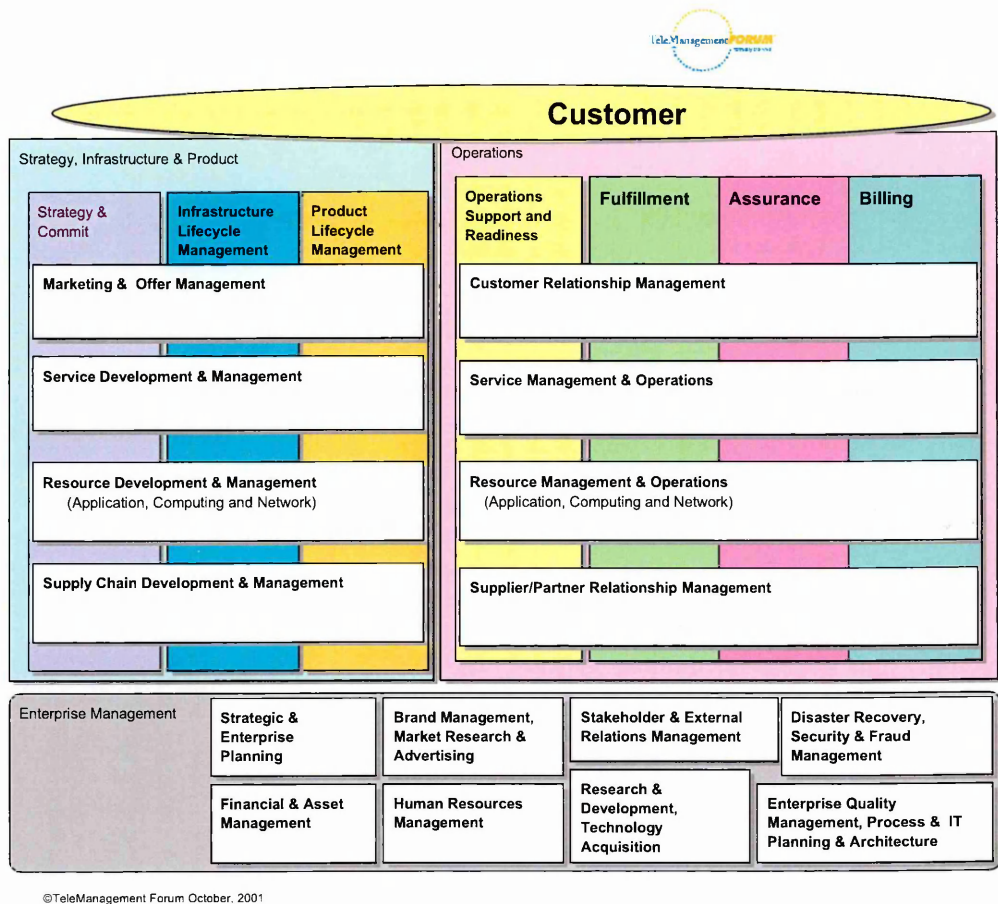 TeleManagement FORUM
Customer
Strategy, Infrastructure & Product
Strategy &
Commit
Infrastructure
Lifecycle
Management
Product
Lifecycle
Management
Marketing & Offer Management
Service Development & Management
Resource Development & Management
(Application, Computing and Network)
Supply Chain Development & Management
Operations
Operations
Support and
Readiness
Fulfillment
Assurance
Billing
Customer Relationship Management
Service Management & Operations
Resource Management & Operations
(Application, Computing and Network)
Supplier/Partner Relationship Management
Enterprise Management
Strategic &
Enterprise
Planning
Brand Management,
Market Research &
Advertising
Stakeholder & External
Relations Management
Disaster Recovery,
Security & Fraud
Management
Financial & Asset
Management
Human Resources
Management
Research &
Development,
Technology
Acquisition
Enterprise Quality
Management, Process & IT
Planning & Architecture
©TeleManagement Forum October, 2001